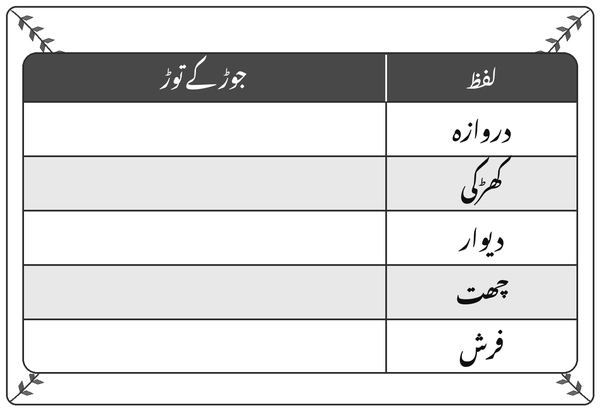 لفظ جوڑ کے توڑ
دروازہ
کھڑکی
دیوار
چھت
فرش